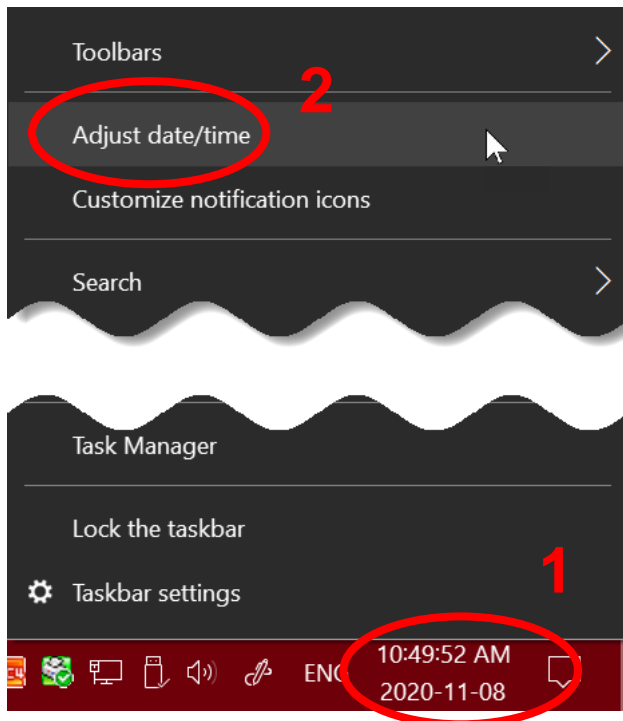 Toolbars
2
Adjust date/time
Customize notification icons
Search
Task Manager
Lock the taskbar
1
Taskbar settings
ENG
10:49:52 AM
2020-11-08